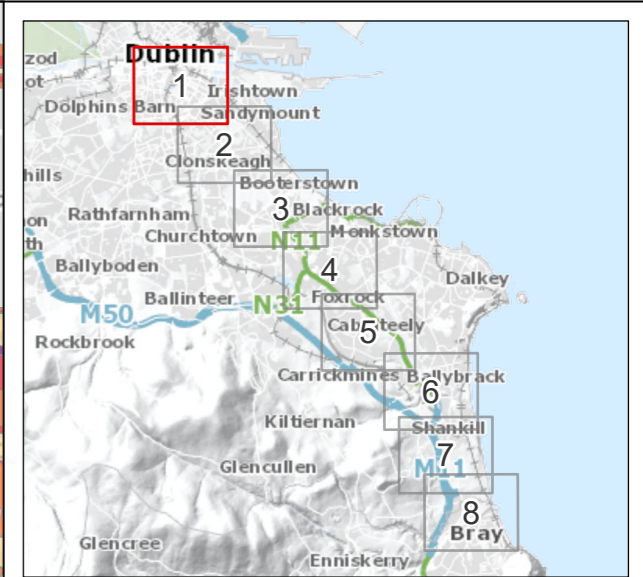 Dublin
zod
ot
1
Irishtown
Dolphins Barn
Sandymount
2
Clonskeagh
hills
Booterstown
Rathfarnham
3
Blackrock
on
th
Churchtown
N11
Monkstown
Ballyboden
4
Dalkey
Ballinteer
N31
Foxrock
M50
5
Cabinteely
Rockbrook
Carrickmines
Ballybrack
6
Kiltiernan
Shankill
7
Glencullen
M11
8
Bray
Glencree
Enniskerry